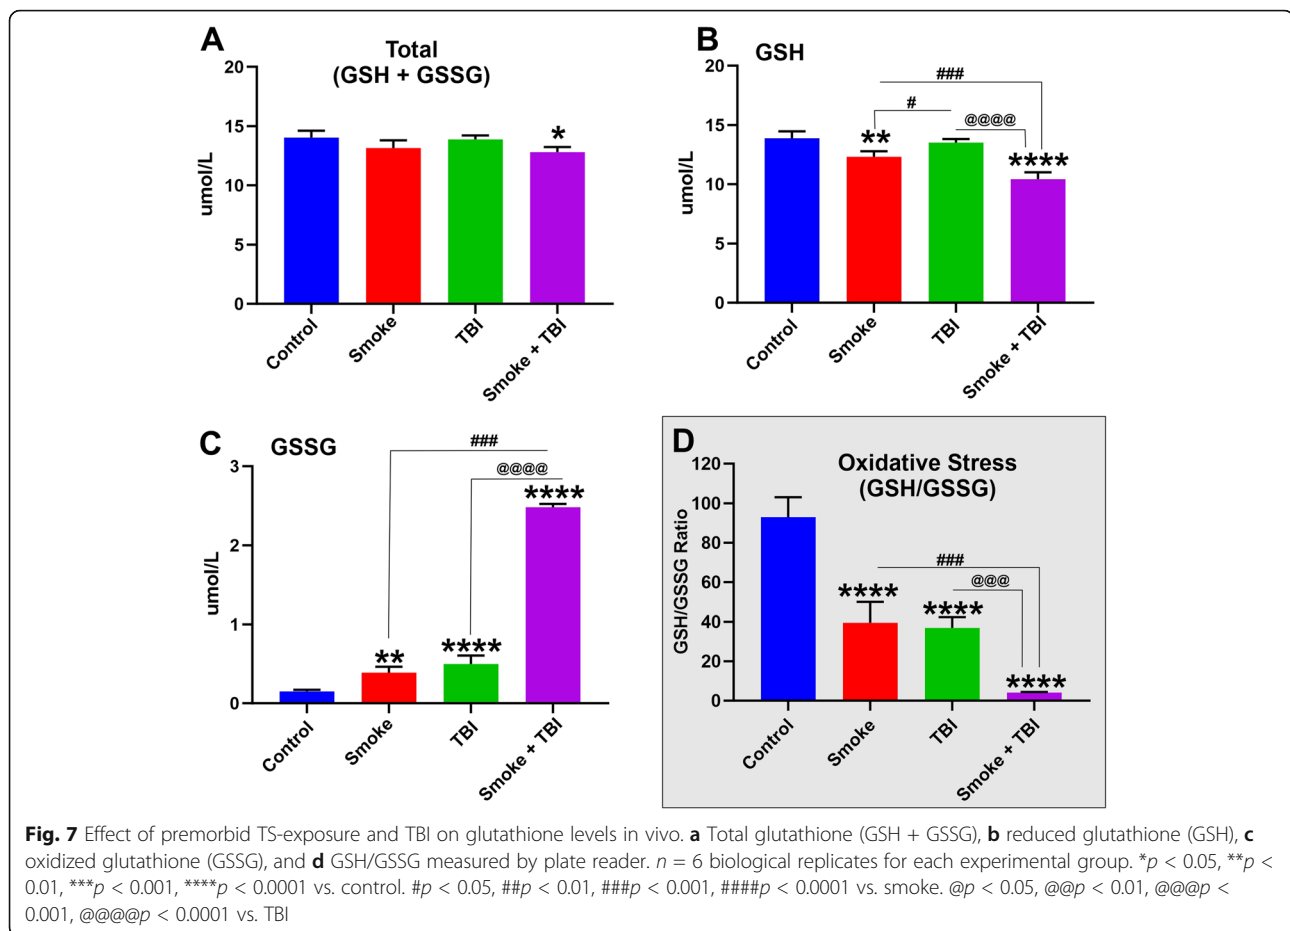 A
Total
(GSH + GSSG)
20
15
10
5
0
umol/L
*
Control
Smoke
TBI
Smoke + TBI
B
GSH
20
15
10
5
0
umol/L
###
#
@@@@
**
****
Control
Smoke
TBI
Smoke + TBI
C
GSSG
3
2
1
0
umol/L
###
@@@@
**
****
****
Control
Smoke
TBI
Smoke + TBI
D
Oxidative Stress
(GSH/GSSG)
120
100
80
60
40
20
0
GSH/GSSG Ratio
###
@@@
****
****
****
Control
Smoke
TBI
Smoke + TBI
Fig. 7 Effect of premorbid TS-exposure and TBI on glutathione levels in vivo. a Total glutathione (GSH + GSSG), b reduced glutathione (GSH), c
oxidized glutathione (GSSG), and d GSH/GSSG measured by plate reader. n = 6 biological replicates for each experimental group. *p < 0.05, **p <
0.01, ***p < 0.001, ****p < 0.0001 vs. control. #p < 0.05, ##p < 0.01, ###p < 0.001, ####p < 0.0001 vs. smoke. @p < 0.05, @@p < 0.01, @@@p <
0.001, @@@@p < 0.0001 vs. TBI